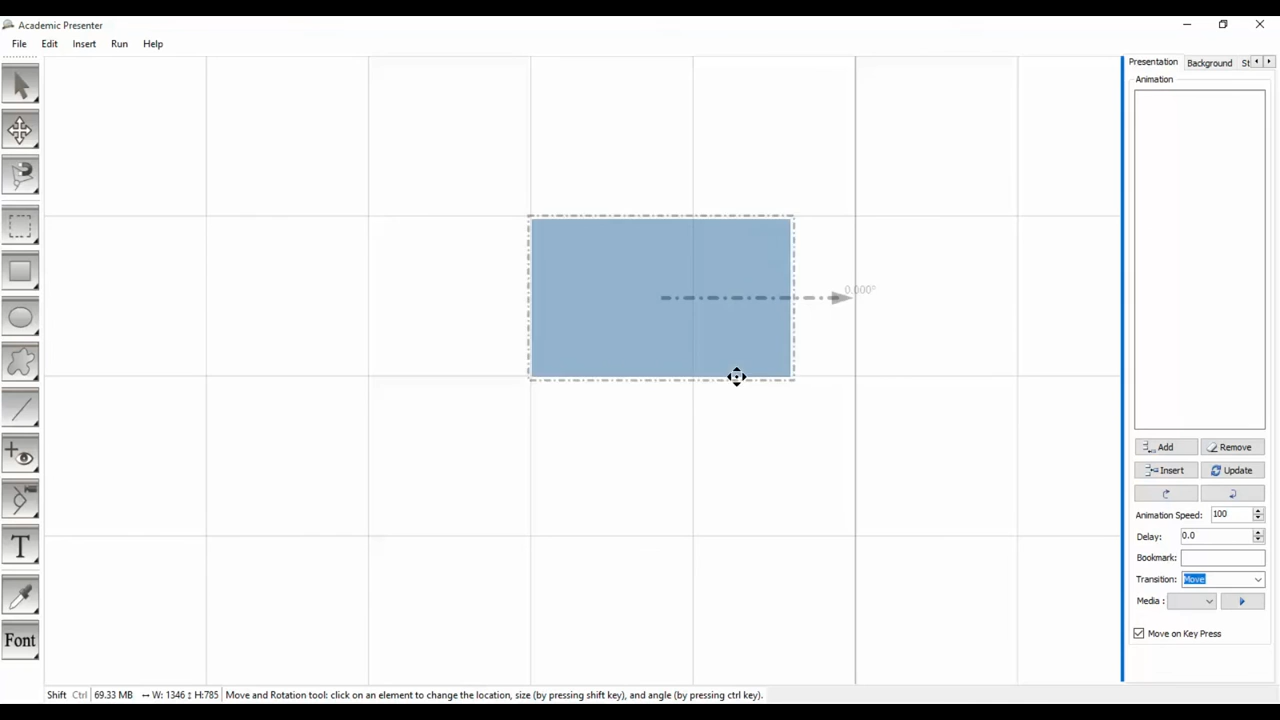 Academic Presenter
File Edit Insert Run Help
Presentation Background St
Animation
0.000°
Add Remove
Insert Update
Animation Speed: 100
Delay: 0.0
Bookmark:
Transition: Move
Media :
Move on Key Press
T
Font
Shift Ctrl 69.33 MB W: 1346 H:785 Move and Rotation tool: click on an element to change the location, size (by pressing shift key), and angle (by pressing ctrl key).